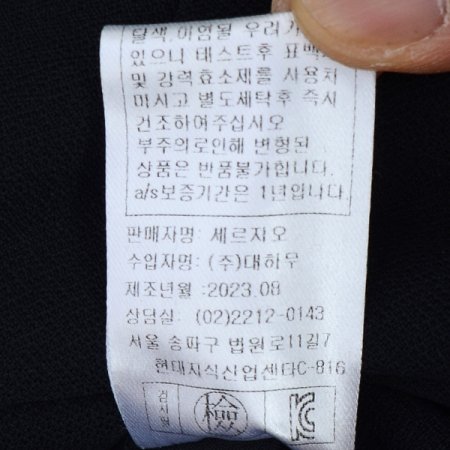 탈색, 이염될 우려가
있으니 테스트후 표백
및 강력효소제를 사용치
마시고 별도세탁후 즉시
건조하여주십시오
부주의로인해 변형된
상품은 반품불가합니다.
a/s보증기간은 1년입니다.
판매자명: 세르지오
수입자명: (주)대하우
제조년월 :2023.08
상담실: (02)2212-0143
서울 송파구 법원로11길7
현대지식산업센타C-816
검사필 檢